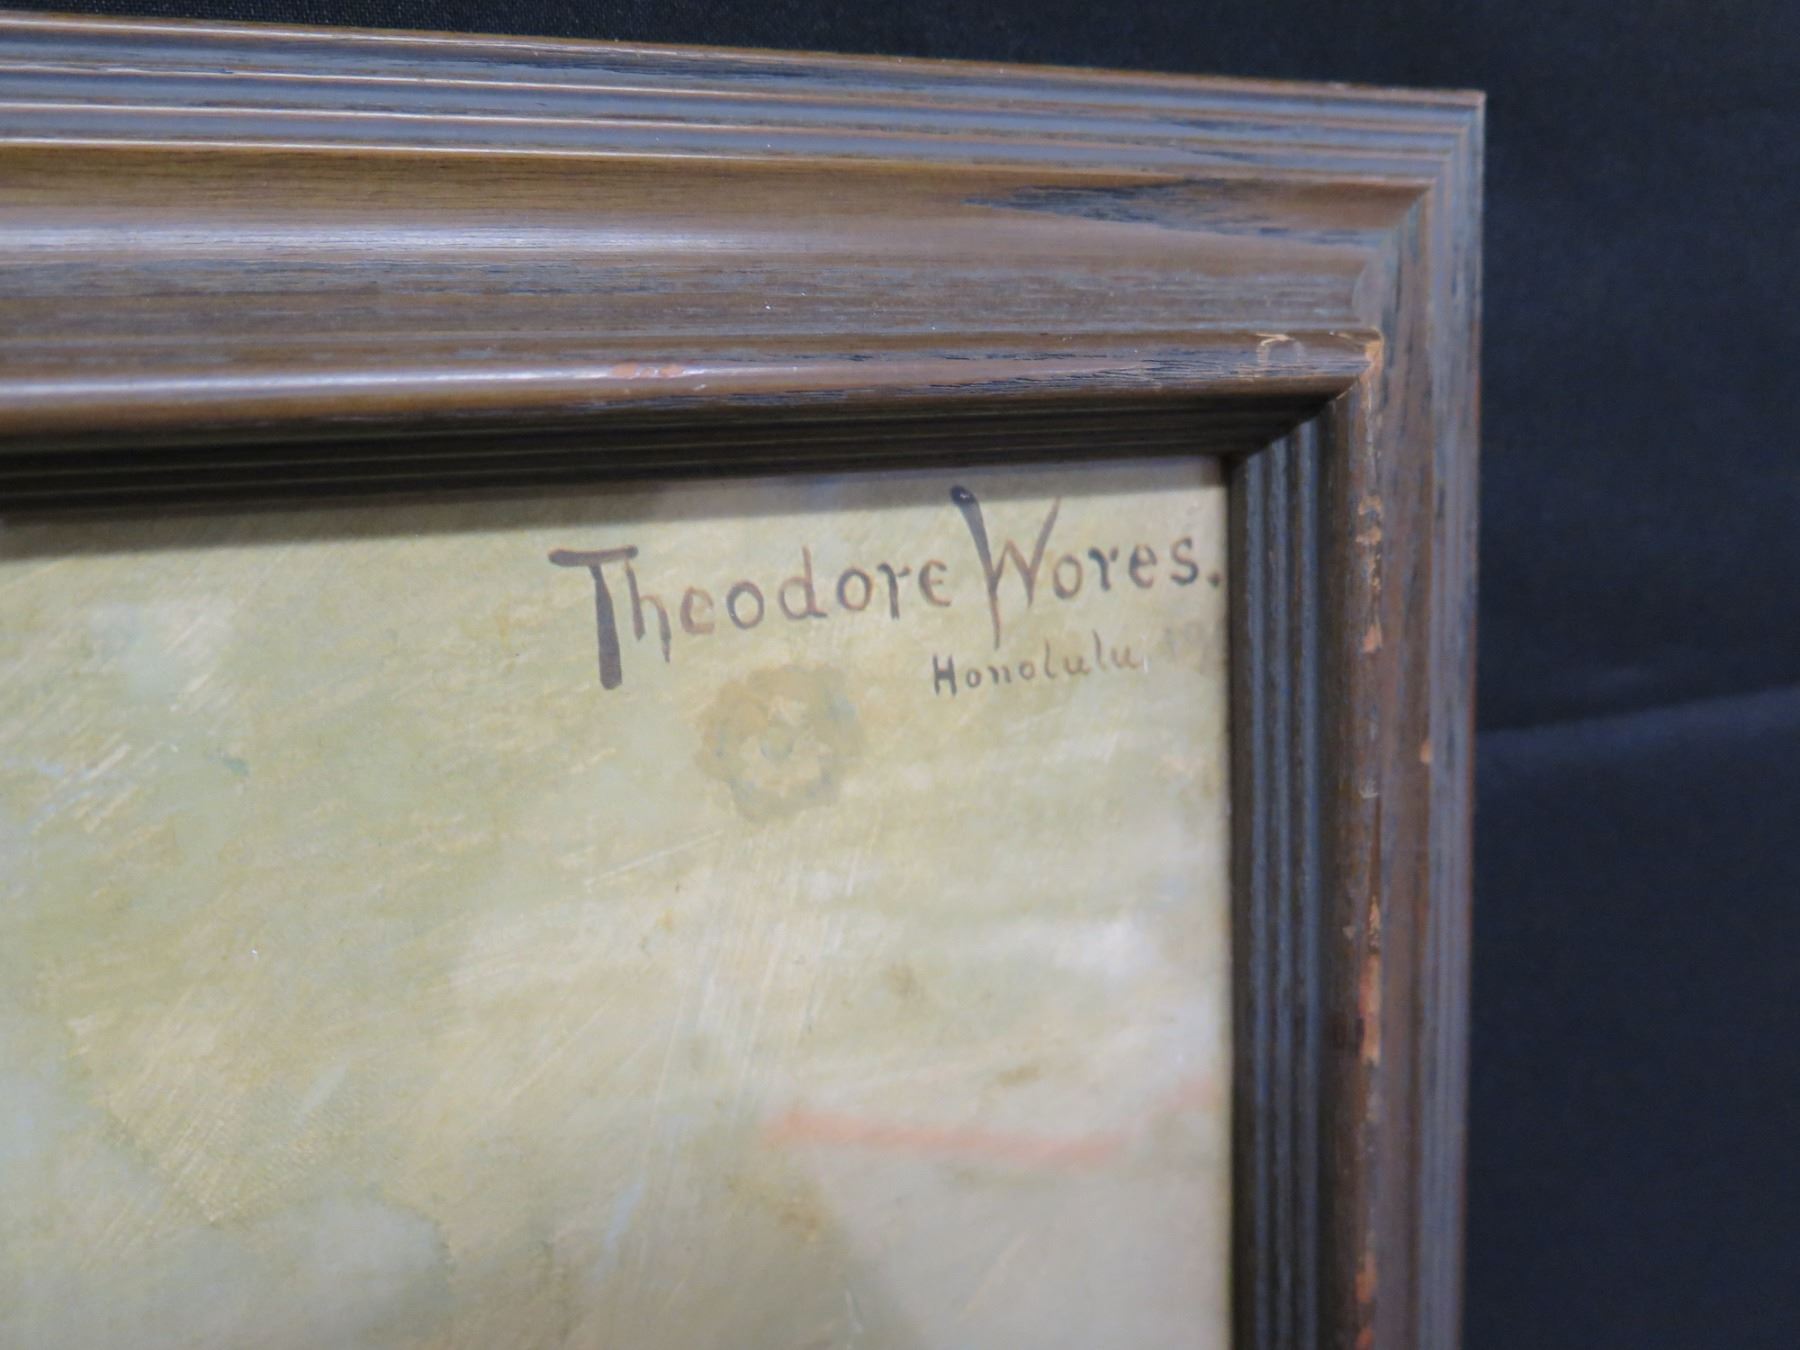 Theodore Wores.
Honolulu,